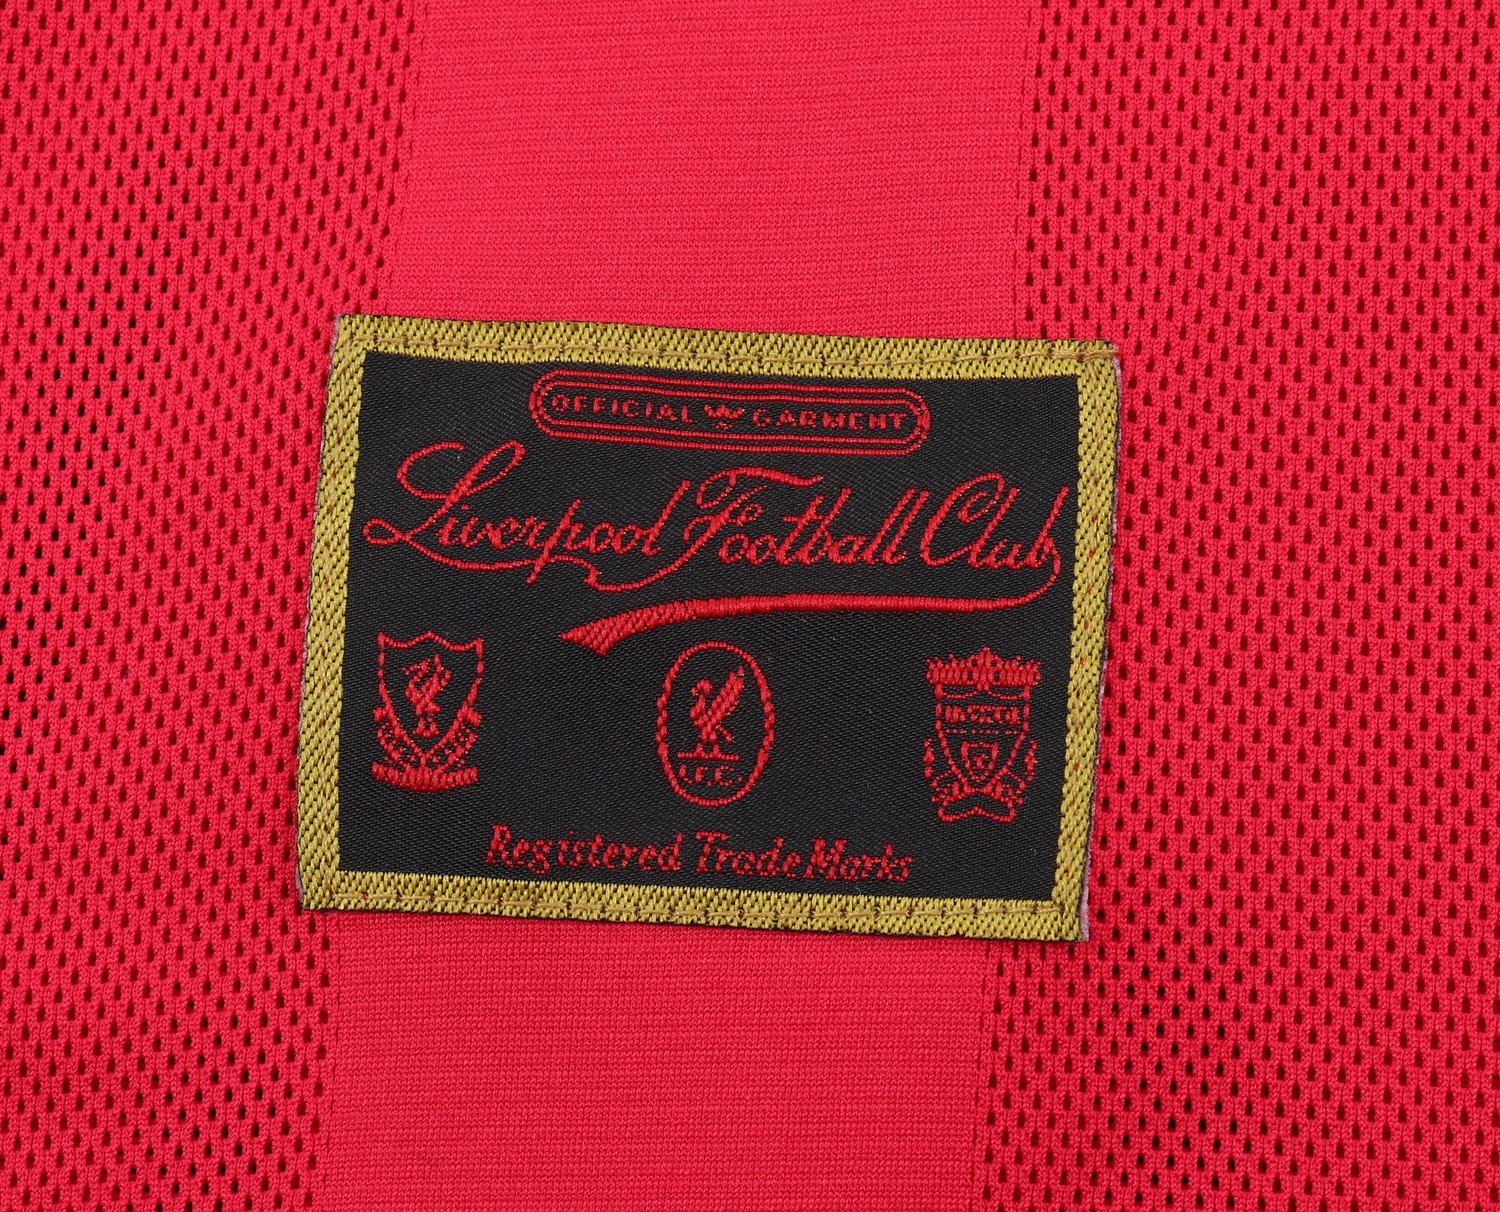 OFFICIAL GARMENT
Liverpool Football Club
L.F.C.
Registered Trade Marks